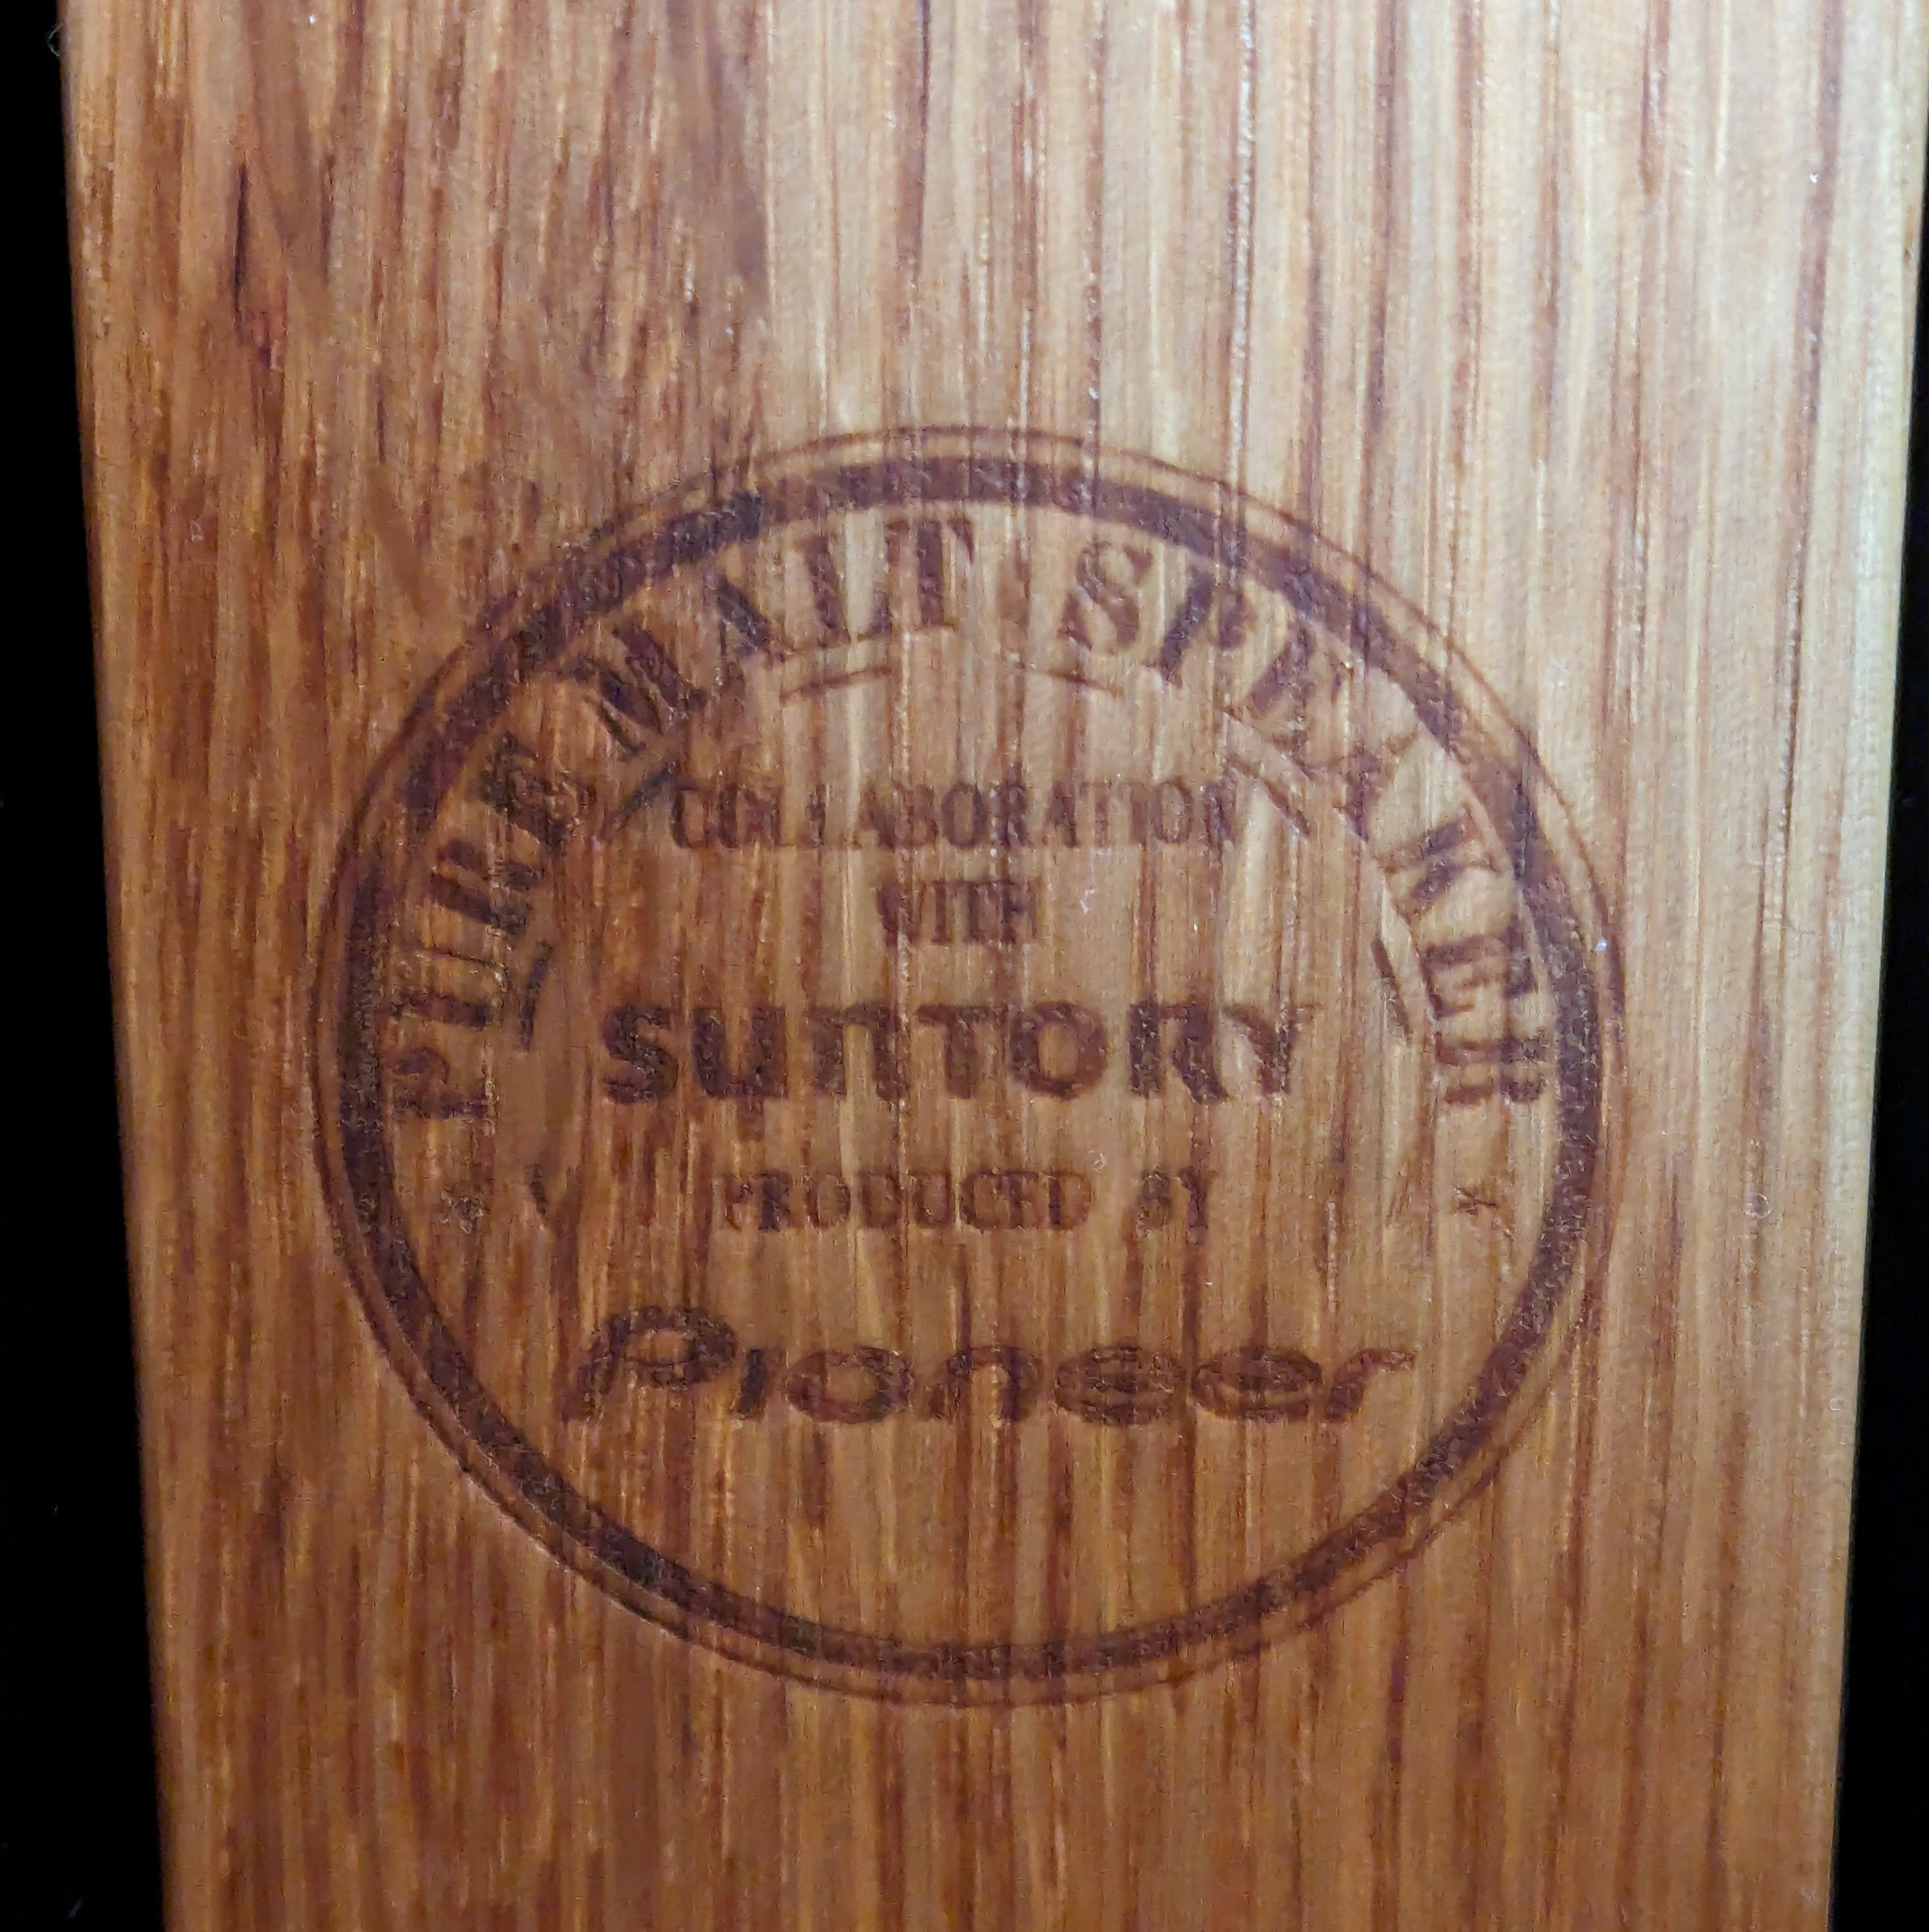 PURE MALT SPEAKER
COLLABORATION
WITH
SUNTORY
PRODUCED BY
Pioneer